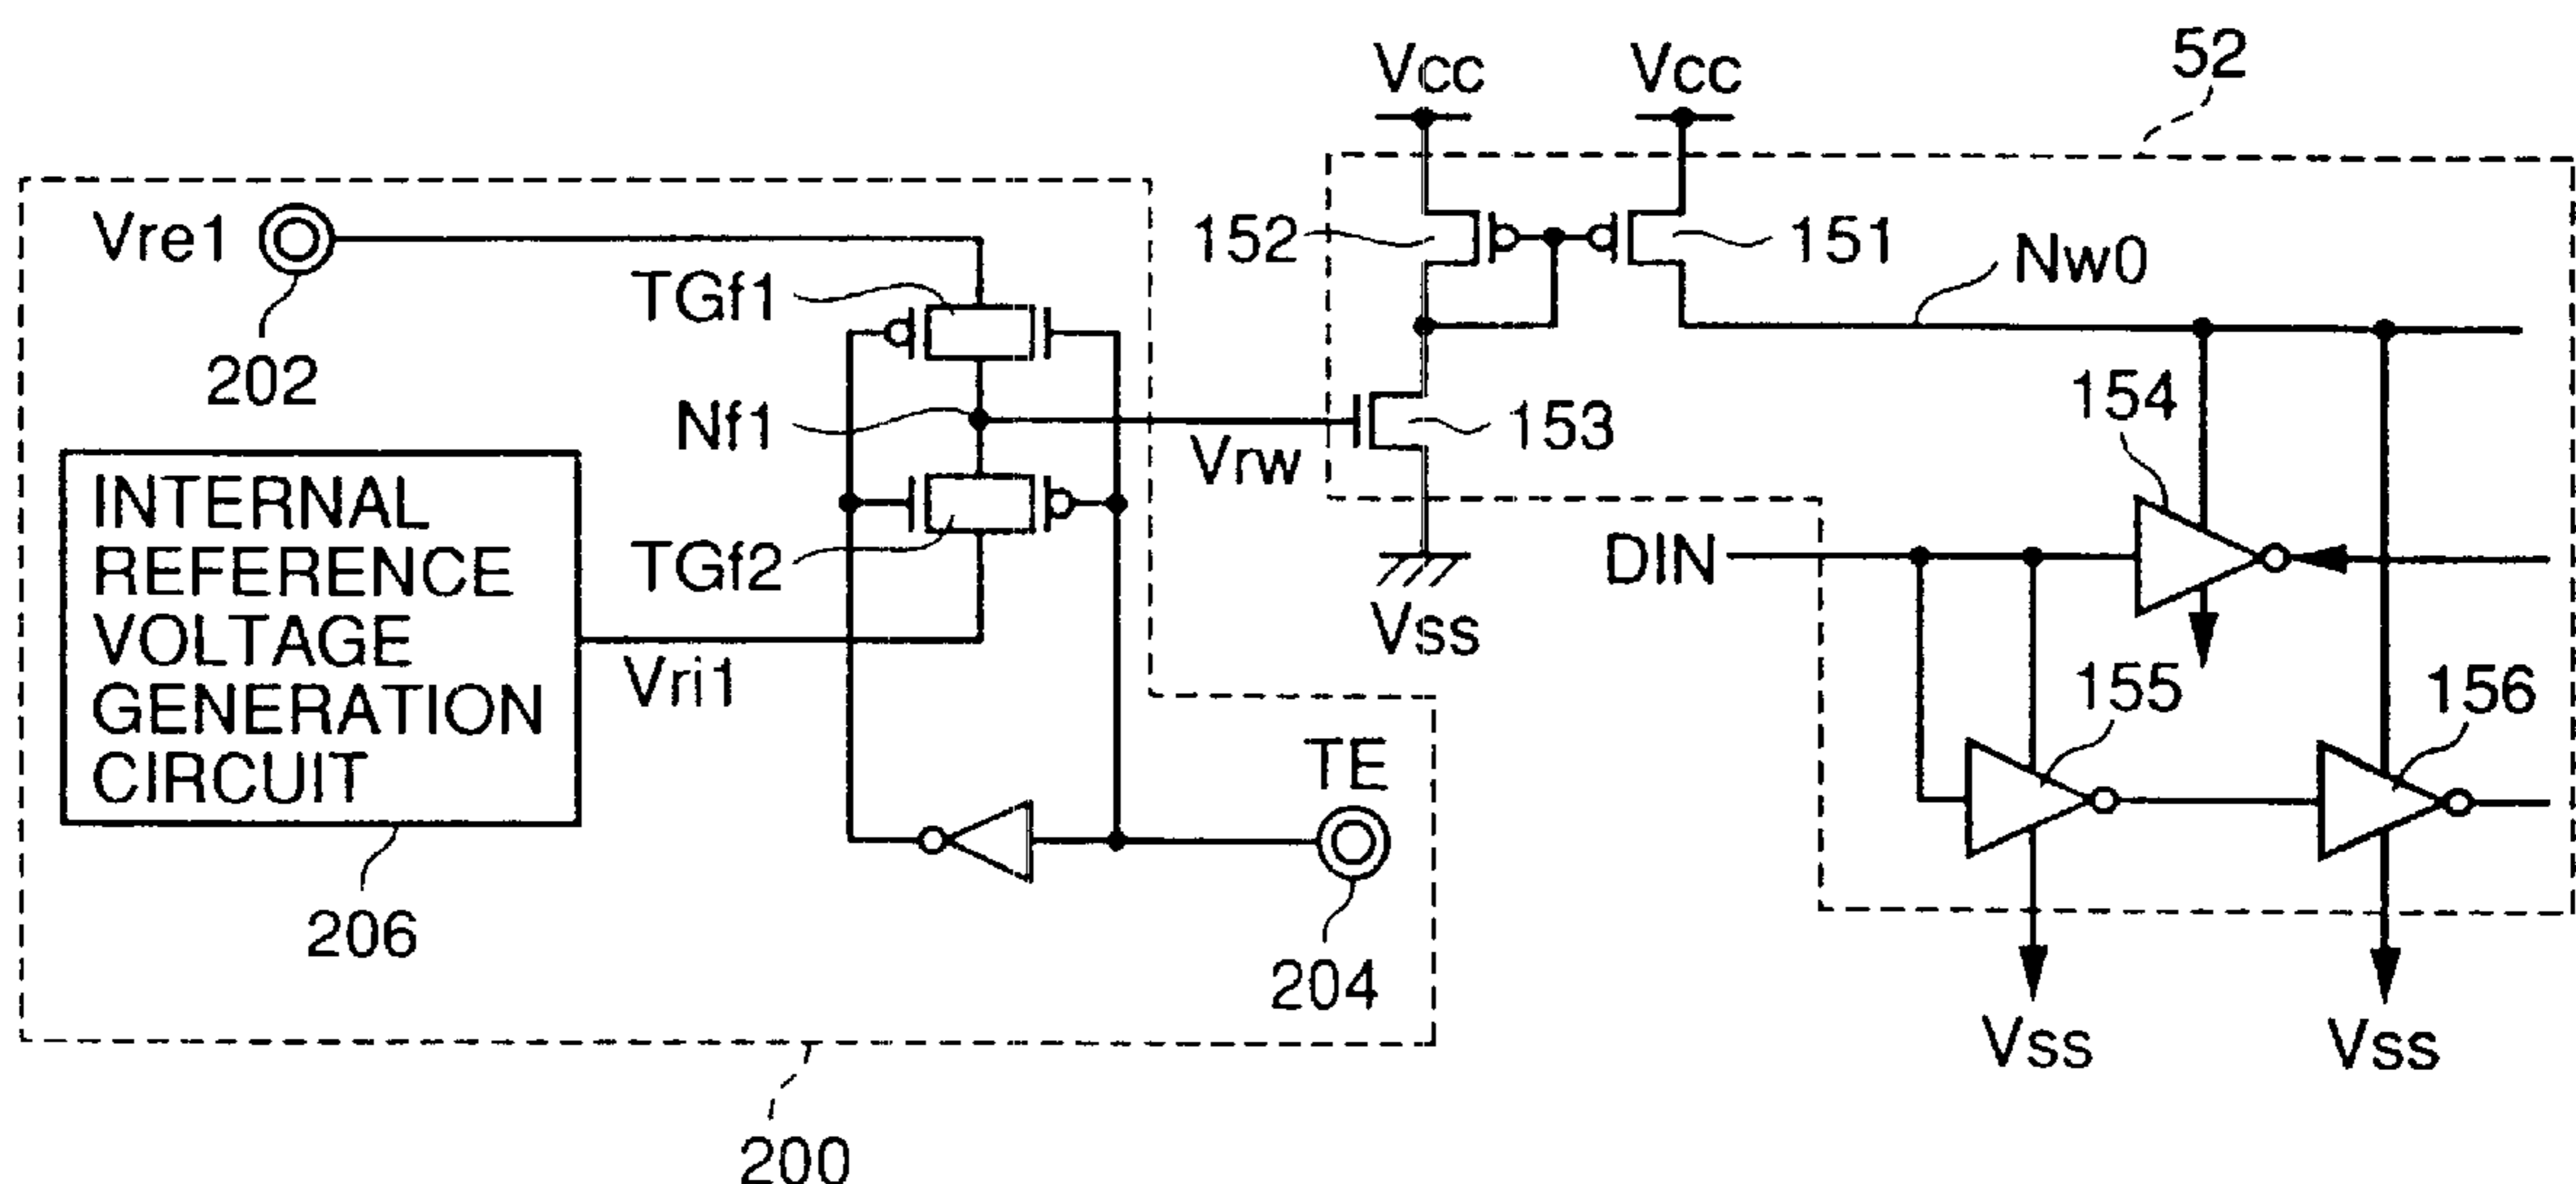 52
Vcc
Vcc
Vre1
152
151
Nw0
TGf1
202
154
Nf1
153
Vrw
INTERNAL
REFERENCE
VOLTAGE
GENERATION
CIRCUIT
TGf2
DIN
Vss
Vri1
155
156
TE
206
204
Vss
Vss
200